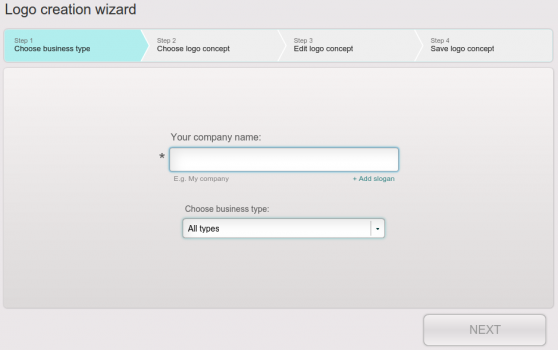 Logo creation wizard
Step 1
Choose business type
Step 2
Choose logo concept
Step 3
Edit logo concept
Step 4
Save logo concept
Your company name:
*
E.g. My company
+ Add slogan
Choose business type:
All types
NEXT